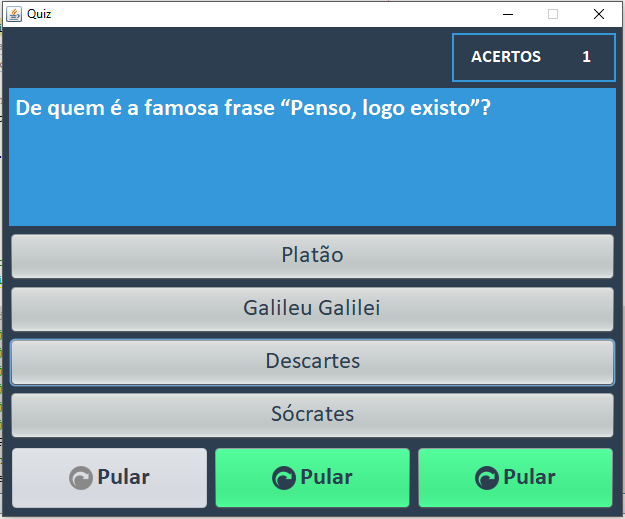 Quiz
ACERTOS 1
De quem é a famosa frase “Penso, logo existo”?
Platão
Galileu Galilei
Descartes
Sócrates
Pular Pular Pular